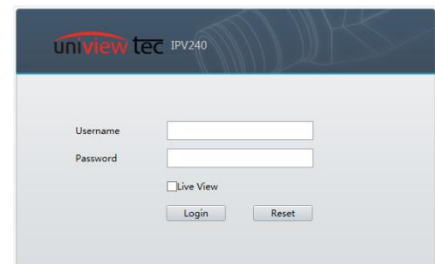 uniview tec IPV240
Username
Password
Live View
Login Reset